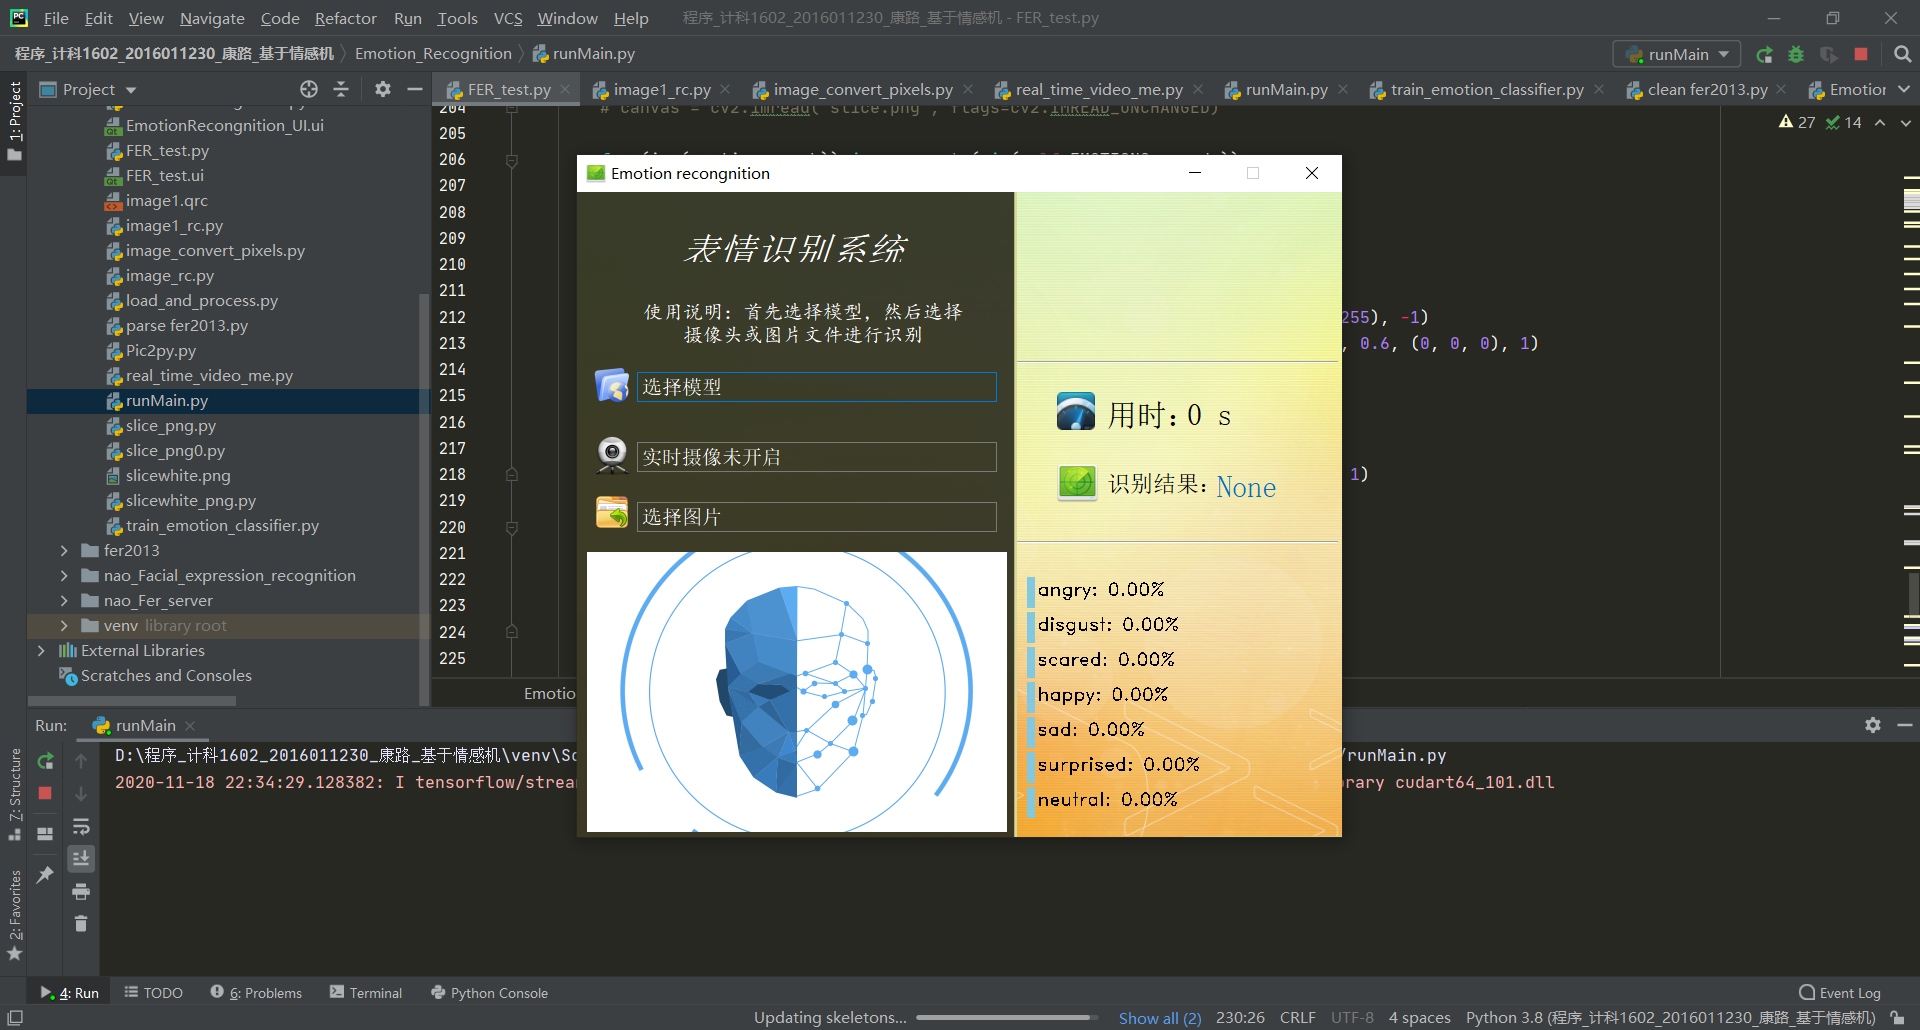 File Edit View Navigate Code Refactor Run Tools VCS Window Help 程序_计科1602_2016011230_康路_基于情感机 - FER_test.py
程序_计科1602_2016011230_康路_基于情感机 Emotion_Recognition runMain.py
runMain
Project
FER_test.py image1_rc.py image_convert_pixels.py real_time_video_me.py runMain.py train_emotion_classifier.py clean fer2013.py Emotior
1: Project
EmotionRecongnition_UI.ui
FER_test.py
FER_test.ui
image1.qrc
image1_rc.py
image_convert_pixels.py
image_rc.py
load_and_process.py
parse fer2013.py
Pic2py.py
real_time_video_me.py
runMain.py
slice_png.py
slice_png0.py
slicewhite.png
slicewhite_png.py
train_emotion_classifier.py
fer2013
nao_Facial_expression_recognition
nao_Fer_server
venv library root
External Libraries
Scratches and Consoles
204 # canvas = cv2.imread('slice.png', flags=cv2.IMREAD_UNCHANGED)
27 14
205
206
207
208
209
210
211
212 255), -1)
213 , 0.6, (0, 0, 0), 1)
214
215
216
217
218 1)
219
220
221
222
223
224
225
Emotio
Emotion recongnition
表情识别系统
使用说明：首先选择模型，然后选择
摄像头或图片文件进行识别
选择模型
实时摄像未开启
选择图片
用时：0 s
识别结果：None
angry: 0.00%
disgust: 0.00%
scared: 0.00%
happy: 0.00%
sad: 0.00%
surprised: 0.00%
neutral: 0.00%
Run: runMain
D:\程序_计科1602_2016011230_康路_基于情感机\venv\Sc /runMain.py
2020-11-18 22:34:29.128382: I tensorflow/strea rary cudart64_101.dll
7: Structure
2: Favorites
4: Run TODO 6: Problems Terminal Python Console Event Log
Updating skeletons... Show all (2) 230:26 CRLF UTF-8 4 spaces Python 3.8 (程序_计科1602_2016011230_康路_基于情感机)